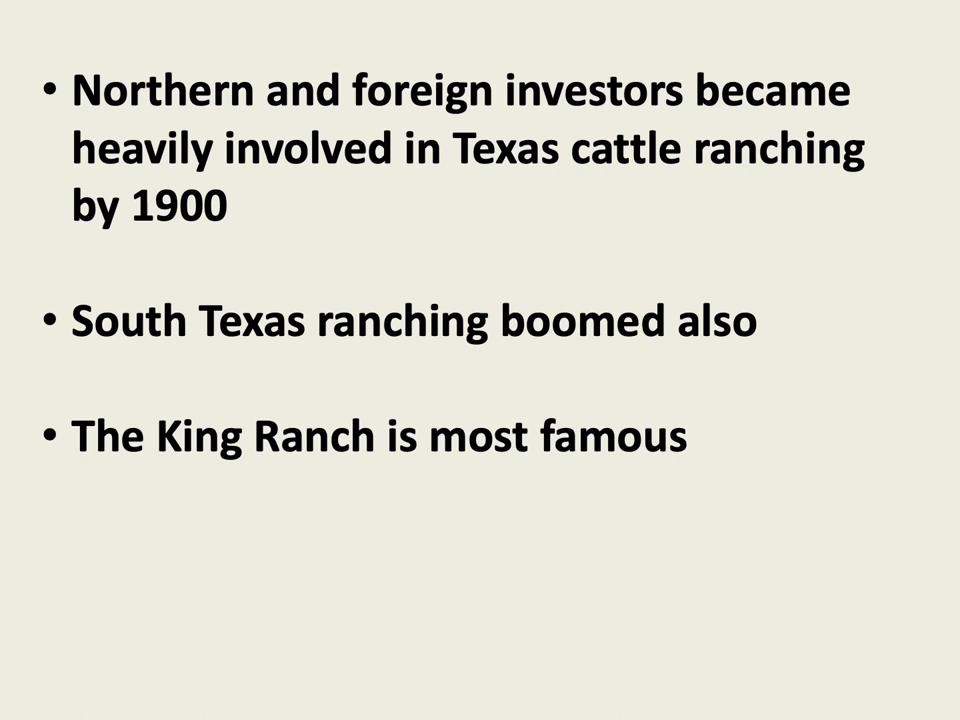 • Northern and foreign investors became
heavily involved in Texas cattle ranching
by 1900
• South Texas ranching boomed also
• The King Ranch is most famous